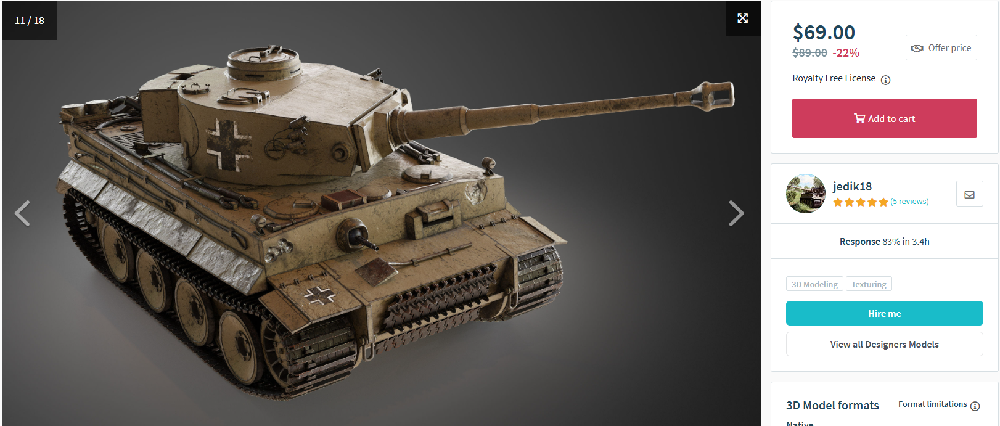 11 / 18
$69.00
$89.00 -22%
Offer price
Royalty Free License
Add to cart
jedik18
(5 reviews)
Response 83% in 3.4h
3D Modeling Texturing
Hire me
View all Designers Models
3D Model formats Format limitations
Native